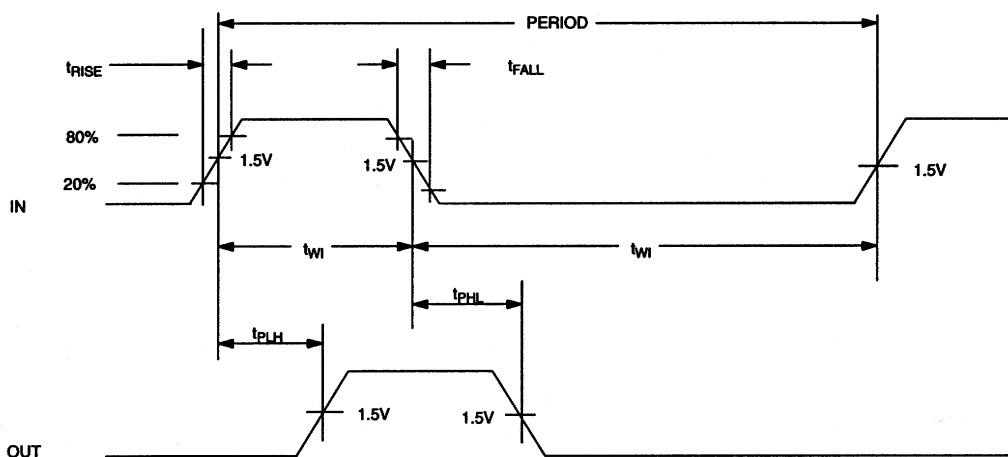 PERIOD
tRISE
tFALL
80%
1.5V
1.5V
1.5V
20%
IN
tWI
tWI
tPHL
tPLH
1.5V
1.5V
OUT